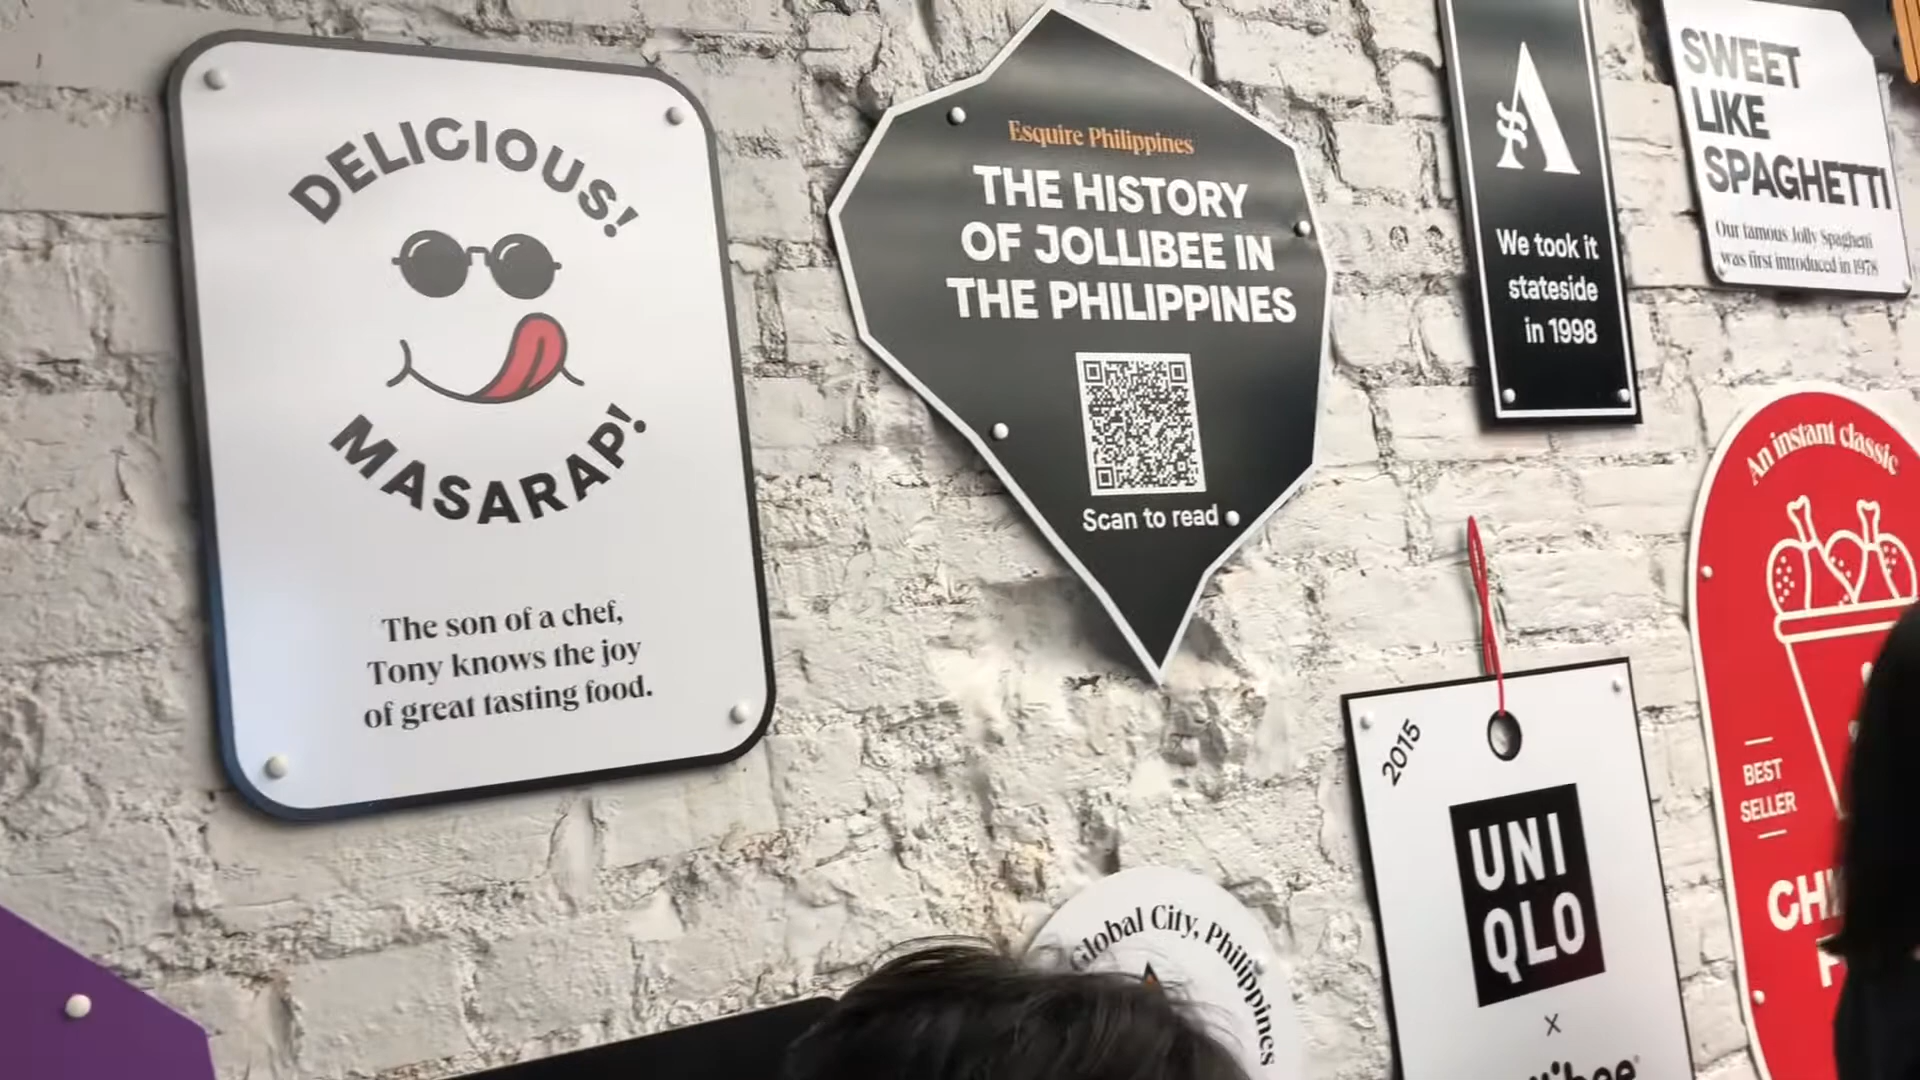 DELICIOUS!
MASARAP!
The son of a chef,
Tony knows the joy
of great tasting food.
Esquire Philippines
THE HISTORY
OF JOLLIBEE IN
THE PHILIPPINES
Scan to read
A
We took it
stateside
in 1998
SWEET
LIKE
SPAGHETTI
Our famous Jolly Spaghetti
was first introduced in 1978
An instant classic
BEST
SELLER
2015
UNI
QLO
x
Global City, Philippines